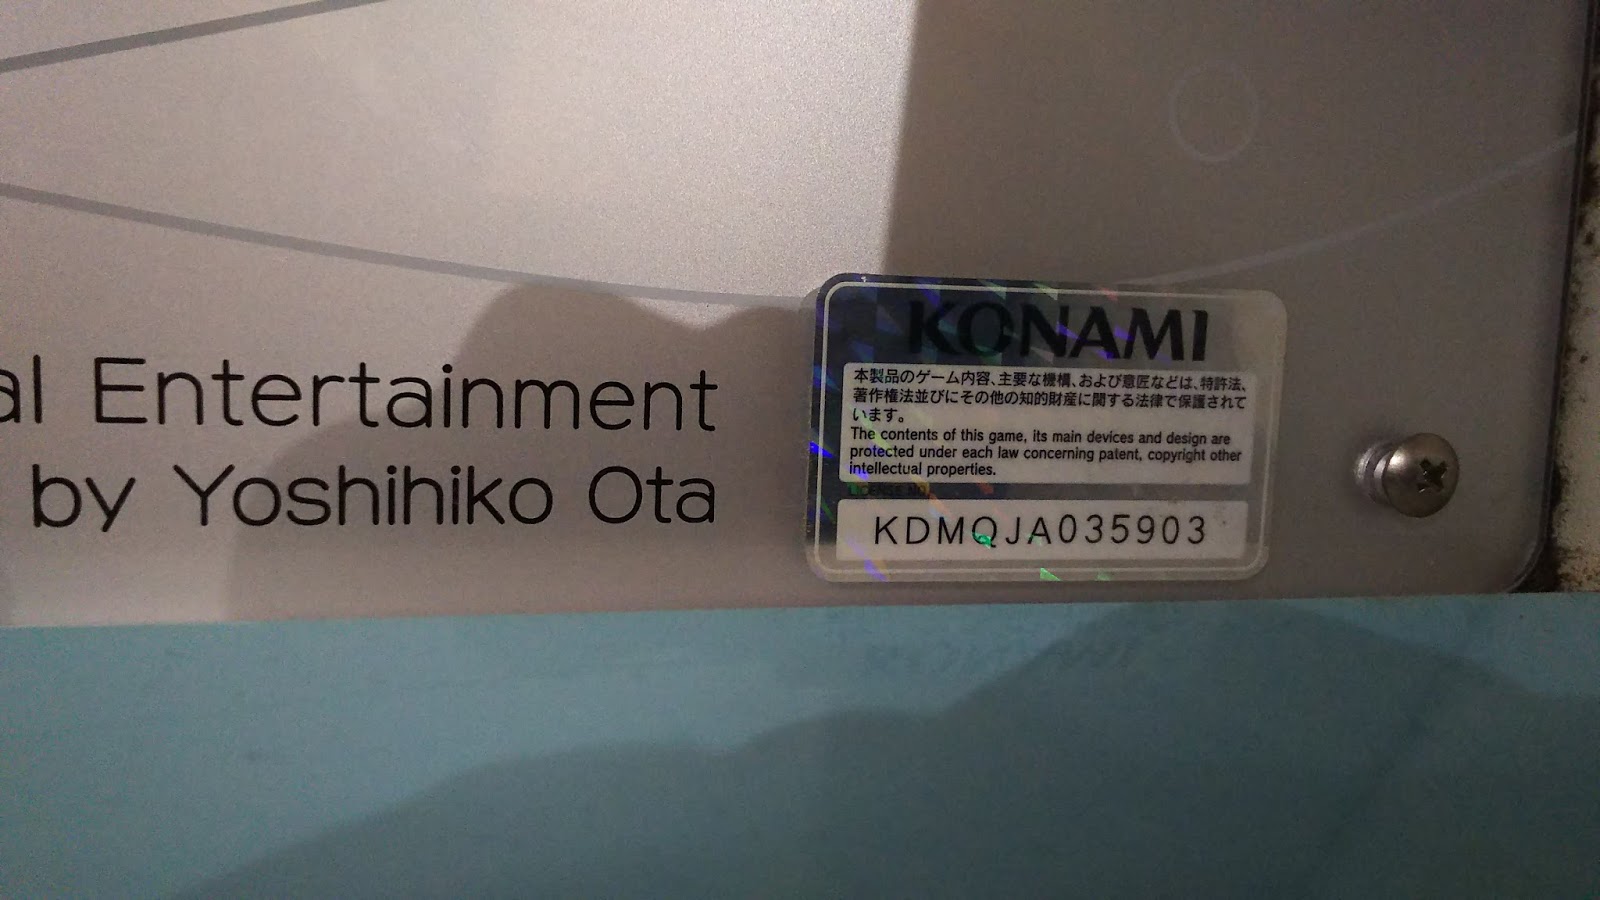 al Entertainment
by Yoshihiko Ota
KONAMI
本製品のゲーム内容、主要な機構、および意匠などは、特許法、
著作権法並びにその他の知的財産に関する法律で保護されて
います。
The contents of this game, its main devices and design are
protected under each law concerning patent, copyright other
intellectual properties.
LICENSE NO.
KDMQJA035903